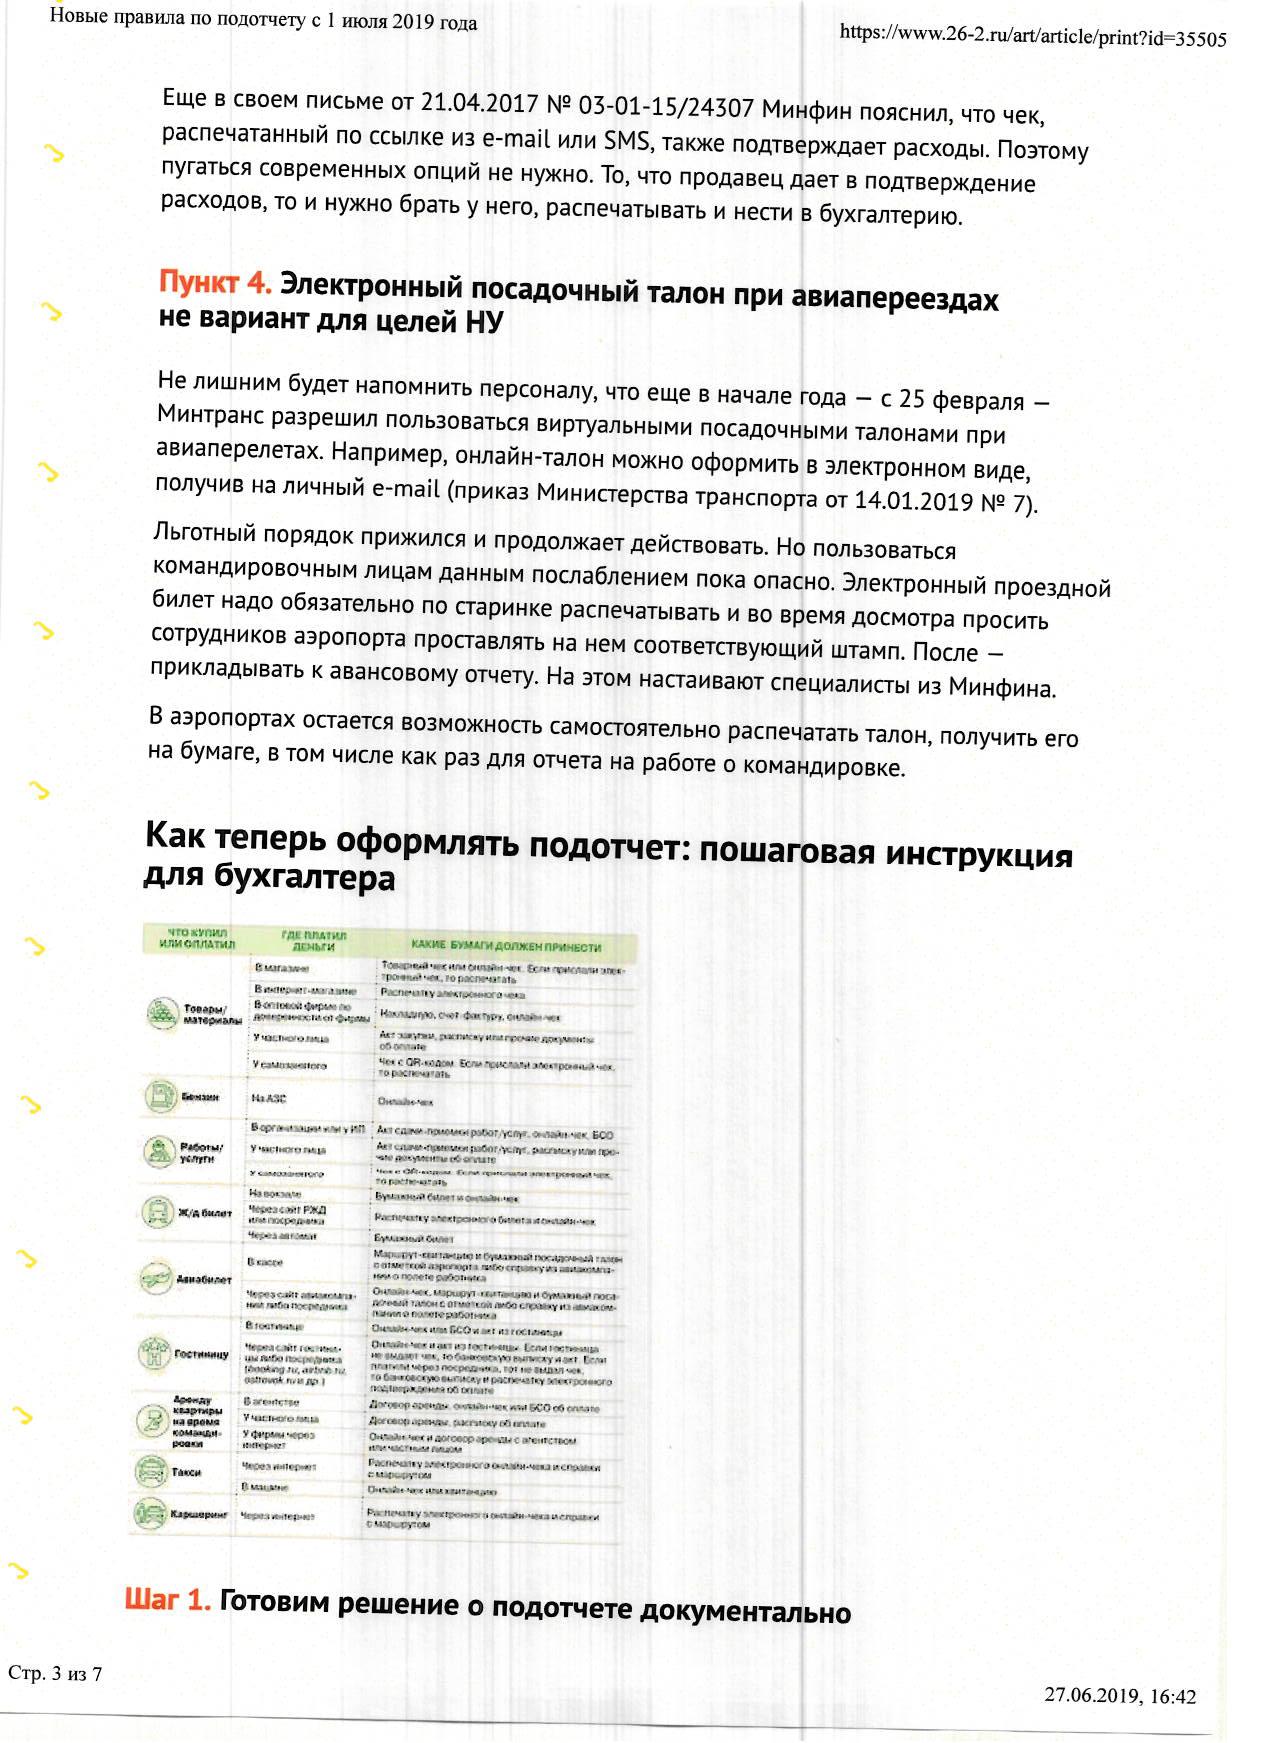 Новые правила по подотчету с 1 июля 2019 года
https://www.26-2.ru/art/article/print?id=35505
Еще в своем письме от 21.04.2017 № 03-01-15/24307 Минфин пояснил, что чек,
распечатанный по ссылке из e-mail или SMS, также подтверждает расходы. Поэтому
пугаться современных опций не нужно. То, что продавец дает в подтверждение
расходов, то и нужно брать у него, распечатывать и нести в бухгалтерию.
Пункт 4. Электронный посадочный талон при авиапереездах
не вариант для целей НУ
Не лишним будет напомнить персоналу, что еще в начале года — с 25 февраля —
Минтранс разрешил пользоваться виртуальными посадочными талонами при
авиаперелетах. Например, онлайн-талон можно оформить в электронном виде,
получив на личный e-mail (приказ Министерства транспорта от 14.01.2019 № 7).
Льготный порядок прижился и продолжает действовать. Но пользоваться
командировочным лицам данным послаблением пока опасно. Электронный проездной
билет надо обязательно по старинке распечатывать и во время досмотра просить
сотрудников аэропорта проставлять на нем соответствующий штамп. После —
прикладывать к авансовому отчету. На этом настаивают специалисты из Минфина.
В аэропортах остается возможность самостоятельно распечатать талон, получить его
на бумаге, в том числе как раз для отчета на работе о командировке.
Как теперь оформлять подотчет: пошаговая инструкция
для бухгалтера
ЧТО КУПИЛ
ИЛИ ОПЛАТИЛ
ГДЕ ПЛАТИЛ
ДЕНЬГИ
КАКИЕ БУМАГИ ДОЛЖЕН ПРИНЕСТИ
Товары/
материалы
В магазине
Товарный чек или онлайн-чек. Если прислали элек-
тронный чек, то распечатать
В интернет-магазине
Распечатку электронного чека
В оптовой фирме по
доверенности от фирмы
Накладную, счет-фактуру, онлайн-чек
У частного лица
Акт закупки, расписку или прочие документы
об оплате
У самозанятого
Чек с QR-кодом. Если прислали электронный чек,
то распечатать
Бензин
На АЗС
Онлайн-чек
Работы/
услуги
В организации или у ИП
Акт сдачи-приемки работ/услуг, онлайн-чек, БСО
У частного лица
Акт сдачи-приемки работ/услуг, расписку или про-
чие документы об оплате
У самозанятого
Чек с QR-кодом. Если прислали электронный чек,
то распечатать
Ж/д билет
На вокзале
Бумажный билет и онлайн-чек
Через сайт РЖД
или посредника
Распечатку электронного билета и онлайн-чек
Через автомат
Бумажный билет
Авиабилет
В кассе
Маршрут-квитанцию и бумажный посадочный талон
с отметкой аэропорта либо справку из авиакомпа-
нии о полете работника
Через сайт авиакомпа-
нии либо посредника
Онлайн-чек, маршрут-квитанцию и бумажный поса-
дочный талон с отметкой либо справку из авиаком-
пании о полете работника
Гостиницу
В гостинице
Онлайн-чек или БСО и акт из гостиницы
Через сайт гостини-
цы либо посредника
(booking.ru, airbnb.ru,
ostrovok.ru и др.)
Онлайн-чек и акт из гостиницы. Если гостиница
не выдает чек, то банковскую выписку и акт. Если
платили через посредника, тот не выдал чек,
то банковскую выписку и распечатку электронного
подтверждения об оплате
Аренду
квартиры
на время
команди-
ровки
В агентстве
Договор аренды, онлайн-чек или БСО об оплате
У частного лица
Договор аренды, расписку об оплате
У фирмы через
интернет
Онлайн-чек и договор аренды с агентством
или частным лицом
Такси
Через интернет
Распечатку электронного онлайн-чека и справки
с маршрутом
В машине
Онлайн-чек или квитанцию
Каршеринг
Через интернет
Распечатку электронного онлайн-чека и справки
с маршрутом
Шаг 1. Готовим решение о подотчете документально
Стр. 3 из 7
27.06.2019, 16:42